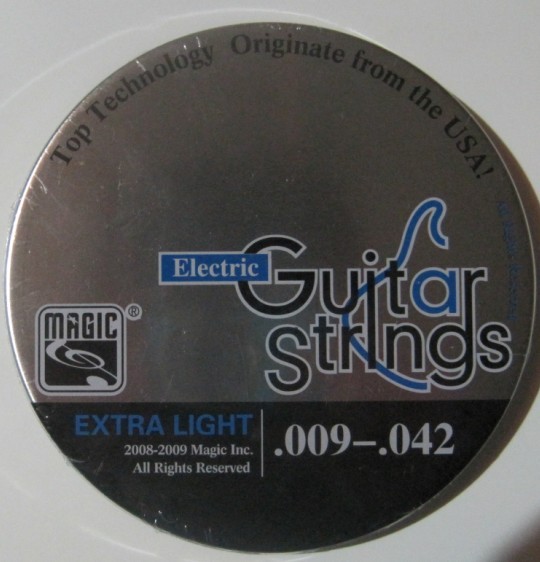 Top Technology Originate from the USA!
Electric
Guitar
Strings
MAGIC®
EXTRA LIGHT
2008-2009 Magic Inc.
All Rights Reserved
.009–.042